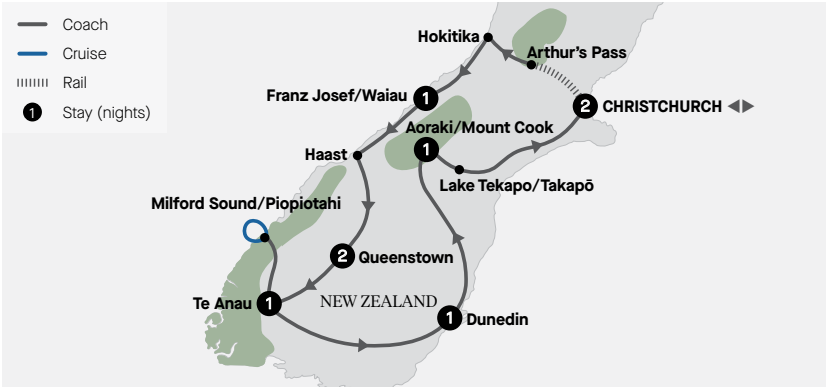 Coach
Cruise
Rail
1 Stay (nights)
Hokitika
Arthur's Pass
Franz Josef/Waiau 1
2 CHRISTCHURCH
Aoraki/Mount Cook
1
Haast
Lake Tekapo/Takapō
Milford Sound/Piopiotahi
2 Queenstown
Te Anau 1
NEW ZEALAND
1 Dunedin